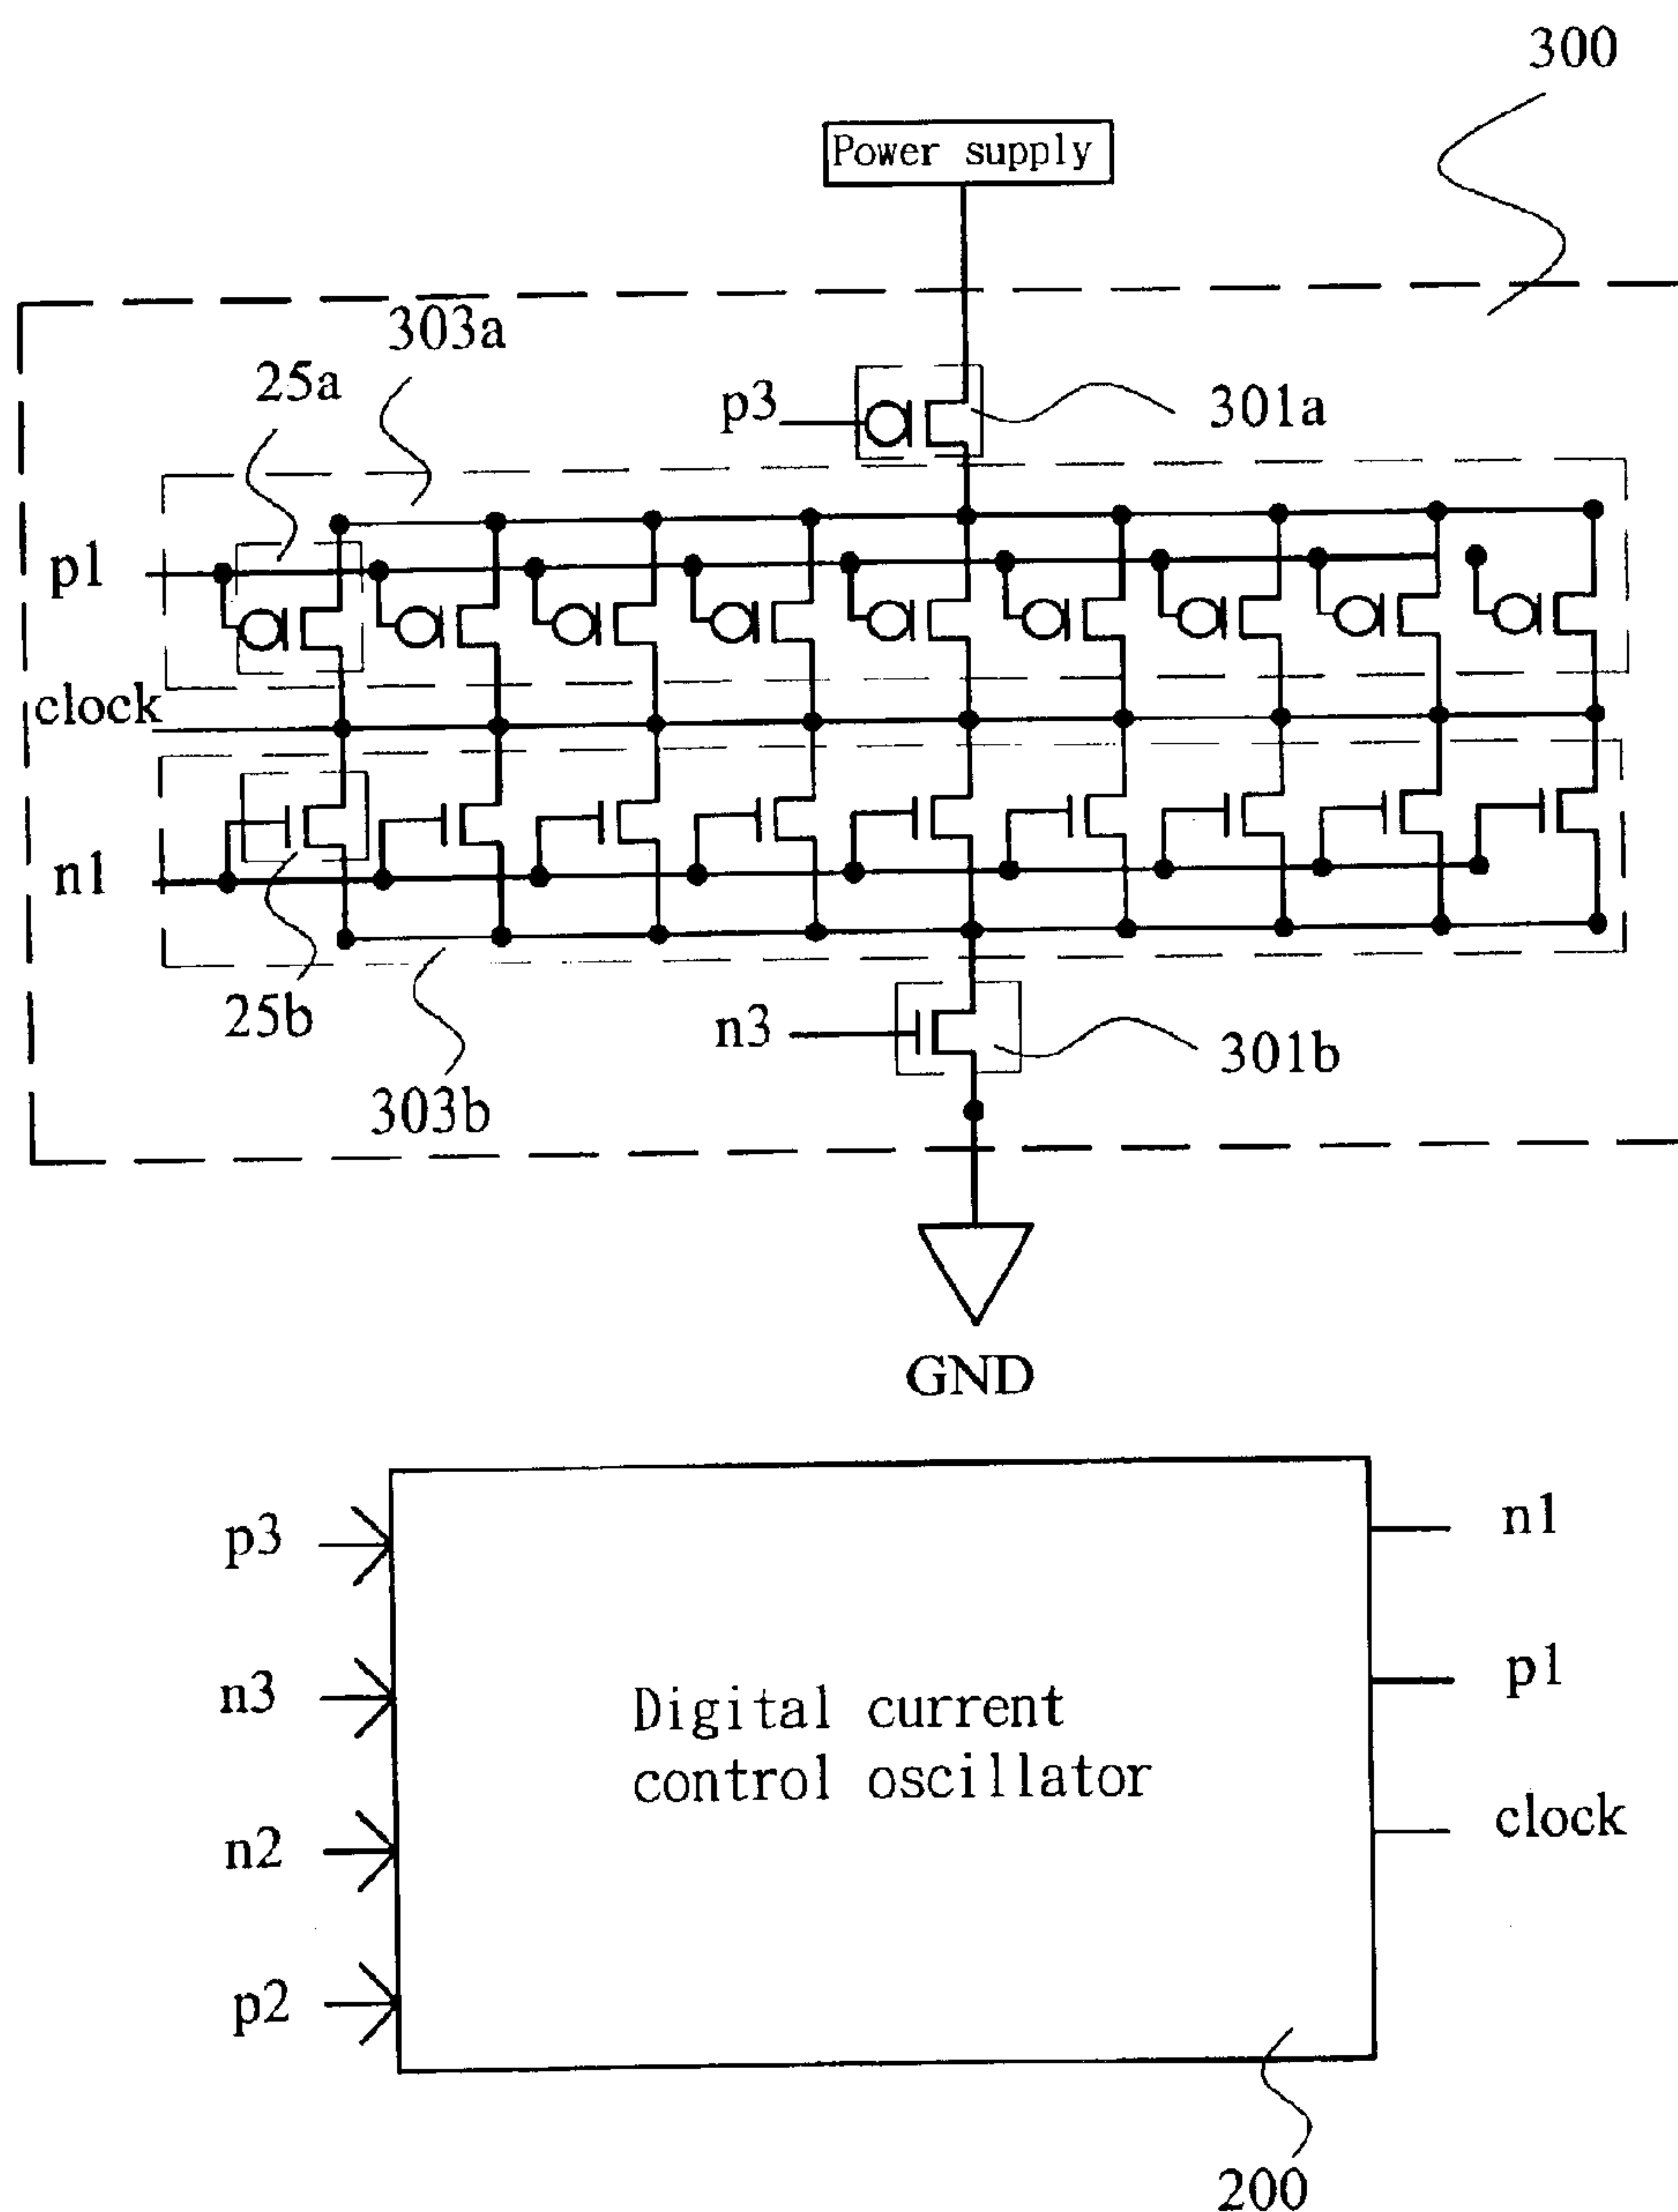 300
Power supply
303a
25a
p3
301a
p1
clock
n1
25b
n3
301b
303b
GND
p3
n1
n3
p1
Digital current
control oscillator
n2
clock
p2
200